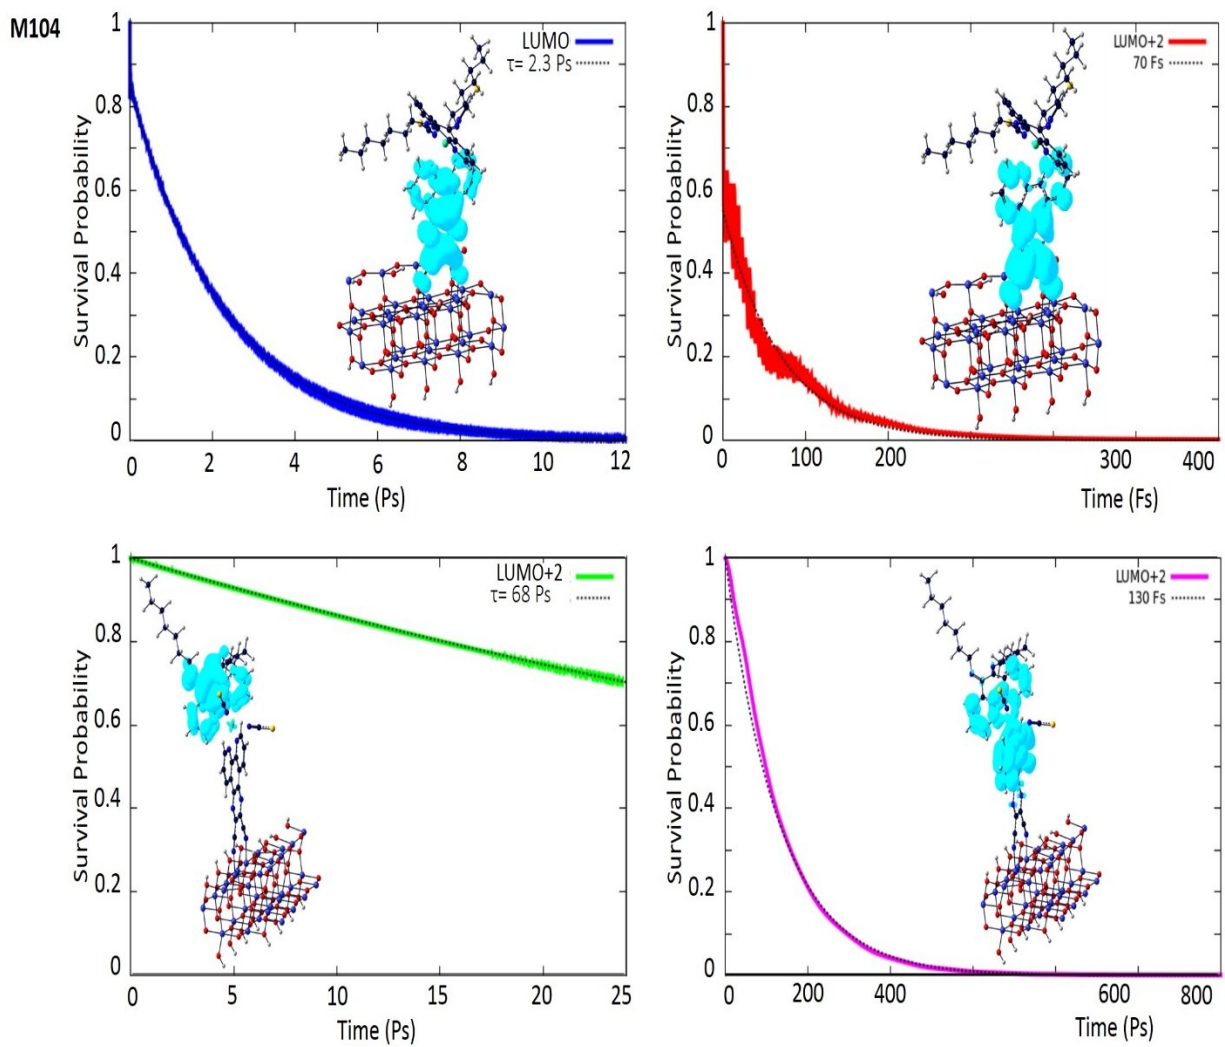 M104
1
0.8
0.6
0.4
0.2
0
Survival Probability
LUMO
τ= 2.3 Ps
0 2 4 6 8 10 12
Time (Ps)
1
0.8
0.6
0.4
0.2
0
Survival Probability
LUMO+2
70 Fs
0 100 200 300 400
Time (Fs)
1
0.8
0.6
0.4
0.2
0
Survival Probability
LUMO+2
τ= 68 Ps
0 5 10 15 20 25
Time (Ps)
1
0.8
0.6
0.4
0.2
0
Survival Probability
LUMO+2
130 Fs
0 200 400 600 800
Time (Ps)